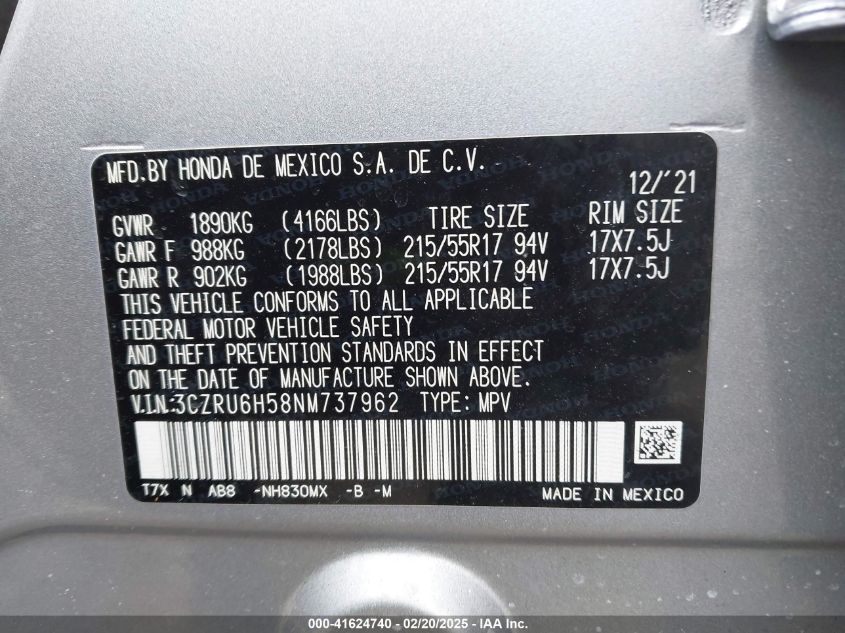 MFD.BY HONDA DE MEXICO S.A. DE C.V.
12/'21
GVWR 1890KG (4166LBS) TIRE SIZE RIM SIZE
GAWR F 988KG (2178LBS) 215/55R17 94V 17X7.5J
GAWR R 902KG (1988LBS) 215/55R17 94V 17X7.5J
THIS VEHICLE CONFORMS TO ALL APPLICABLE
FEDERAL MOTOR VEHICLE SAFETY
AND THEFT PREVENTION STANDARDS IN EFFECT
ON THE DATE OF MANUFACTURE SHOWN ABOVE.
V.I.N:3CZRU6H58NM737962 TYPE: MPV
T7X N AB8 -NH830MX -B -M MADE IN MEXICO
000-41624740 - 02/20/2025 - IAA Inc.